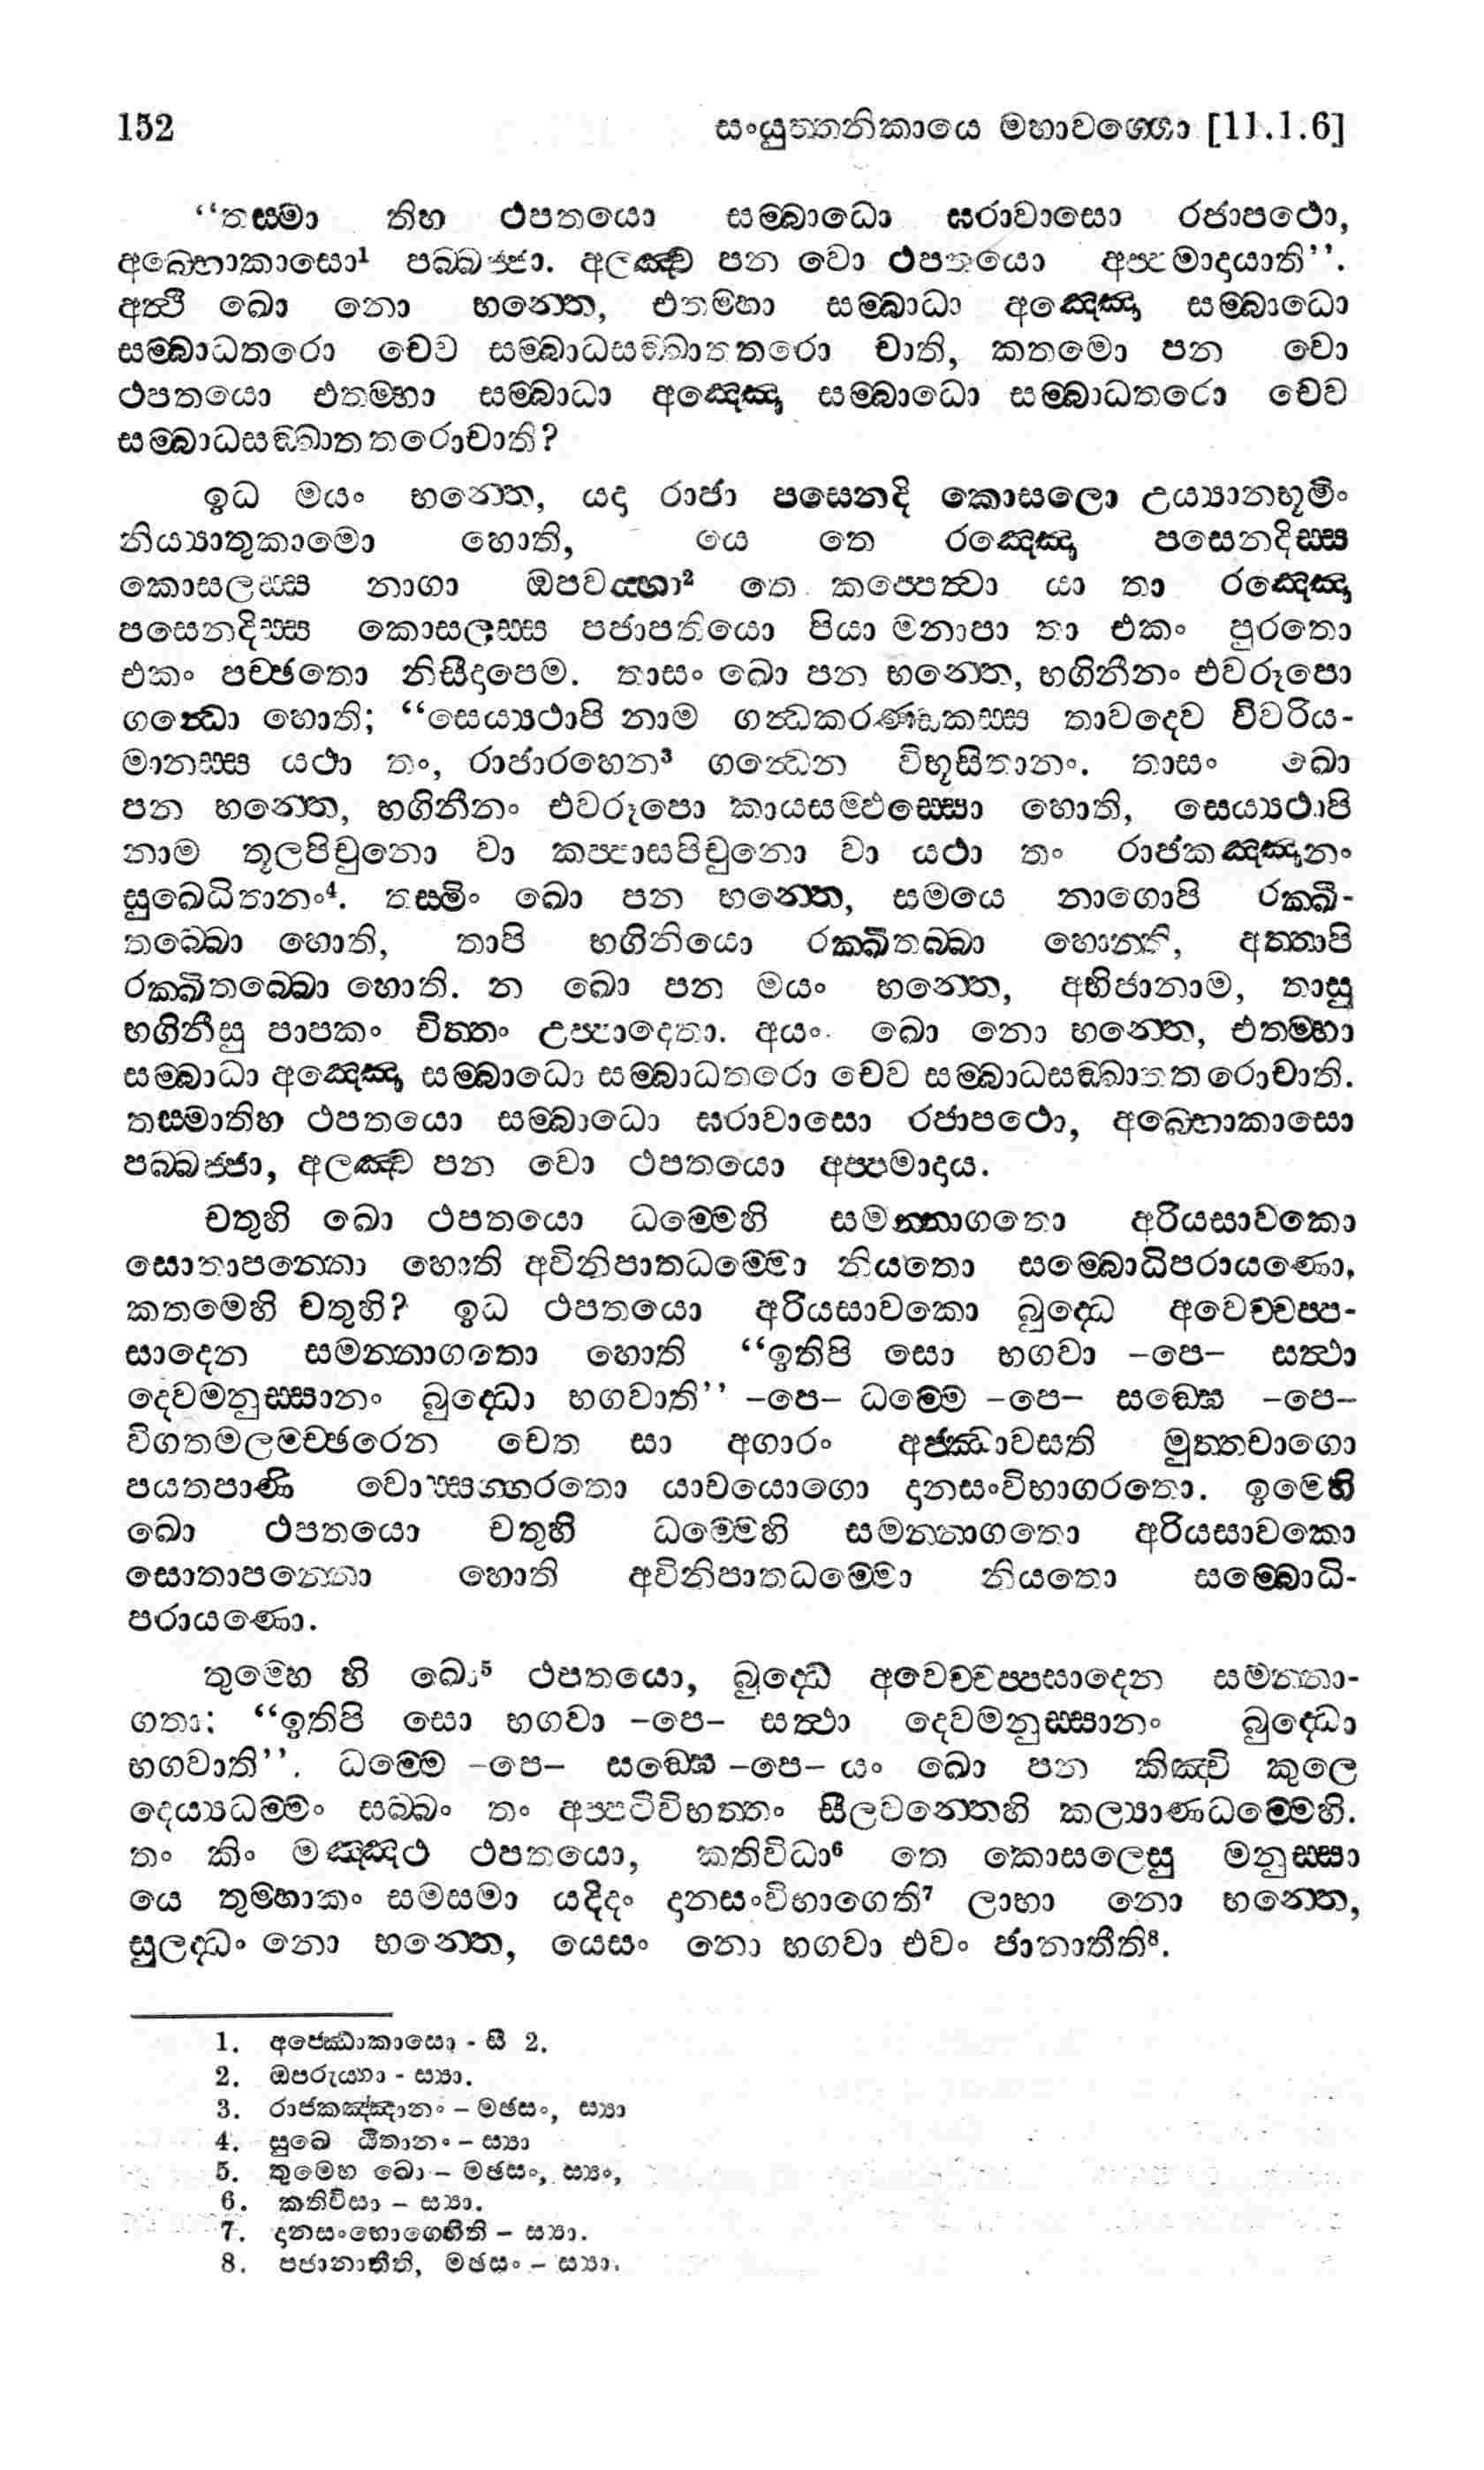 152 සංයුත්තනිකායෙ මහාවග්ගො [11.1.6]
“තස්මා තිහ ථපතයො සම්බාධො ඝරාවාසො රජාපථො,
අබ්භොකාසො¹ පබ්බජ්ජා. අලඤ්ච පන වො ථපතයො අප්පමාදායාති”.
අත්ථි ඛො නො භන්තෙ, එතම්හා සම්බාධා අඤ්ඤො සම්බාධො
සම්බාධතරො චෙව සම්බාධසඞ්ඛාතතරො චාති, කතමො පන වො
ථපතයො එතම්හා සම්බාධා අඤ්ඤො සම්බාධො සම්බාධතරො චෙව
සම්බාධසඞ්ඛාතතරොචාති?
ඉධ මයං භන්තෙ, යදා රාජා පසෙනදි කොසලො උය්‍යානභූමිං
නිය්‍යාතුකාමො හොති, යෙ තෙ රඤ්ඤො පසෙනදිස්ස
කොසලස්ස නාගා ඔපවය්හා² තෙ කප්පෙත්වා යා තා රඤ්ඤො
පසෙනදිස්ස කොසලස්ස පජාපතියො පියා මනාපා තා එකං පුරතො
එකං පච්ඡතො නිසීදාපෙම. තාසං ඛො පන භන්තෙ, භගිනීනං එවරූපො
ගන්ධො හොති; “සෙය්‍යථාපි නාම ගන්ධකරණ්ඩකස්ස තාවදෙව විවරිය-
මානස්ස යථා තං, රාජාරහෙන³ ගන්ධෙන විභූසිතානං. තාසං ඛො
පන භන්තෙ, භගිනීනං එවරූපො කායසම්ඵස්සො හොති, සෙය්‍යථාපි
නාම තූලපිචුනො වා කප්පාසපිචුනො වා යථා තං රාජකඤ්ඤානං
සුඛෙධිතානං⁴. තස්මිං ඛො පන භන්තෙ, සමයෙ නාගොපි රක්ඛි-
තබ්බො හොති, තාපි භගිනියො රක්ඛිතබ්බා හොන්ති, අත්තාපි
රක්ඛිතබ්බො හොති. න ඛො පන මයං භන්තෙ, අභිජානාම, තාසු
භගිනීසු පාපකං චිත්තං උප්පාදෙතා. අයං ඛො නො භන්තෙ, එතම්හා
සම්බාධා අඤ්ඤො සම්බාධො සම්බාධතරො චෙව සම්බාධසඞ්ඛාතතරොචාති.
තස්මාතිහ ථපතයො සම්බාධො ඝරාවාසො රජාපථො, අබ්භොකාසො
පබ්බජ්ජා, අලඤ්ච පන වො ථපතයො අප්පමාදාය.
චතුහි ඛො ථපතයො ධම්මෙහි සමන්නාගතො අරියසාවකො
සොතාපන්නො හොති අවිනිපාතධම්මො නියතො සම්බොධිපරායණො,
කතමෙහි චතුහි? ඉධ ථපතයො අරියසාවකො බුද්ධෙ අවෙච්චප්ප-
සාදෙන සමන්නාගතො හොති “ඉතිපි සො භගවා –පෙ– සත්ථා
දෙවමනුස්සානං බුද්ධො භගවාති” –පෙ– ධම්මෙ –පෙ– සඞ්ඝෙ –පෙ–
විගතමලමච්ඡරෙන චෙත සා අගාරං අජ්ඣාවසති මුත්තචාගො
පයතපාණි වොස්සග්ගරතො යාචයොගො දානසංවිභාගරතො. ඉමෙහි
ඛො ථපතයො චතුහි ධම්මෙහි සමන්නාගතො අරියසාවකො
සොතාපන්නො හොති අවිනිපාතධම්මො නියතො සම්බොධි-
පරායණො.
තුම්හෙ හි ඛො⁵ ථපතයො, බුද්ධෙ අවෙච්චප්පසාදෙන සමන්නා-
ගතා: “ඉතිපි සො භගවා –පෙ– සත්ථා දෙවමනුස්සානං බුද්ධො
භගවාති”. ධම්මෙ –පෙ– සඞ්ඝෙ –පෙ– යං ඛො පන කිඤ්චි කුලෙ
දෙය්‍යධම්මං සබ්බං තං අප්පටිවිභත්තං සීලවන්තෙහි කල්‍යාණධම්මෙහි.
තං කිං මඤ්ඤථ ථපතයො, කතිවිධා⁶ තෙ කොසලෙසු මනුස්සා
යෙ තුම්හාකං සමසමා යදිදං දානසංවිභාගෙති⁷ ලාභා නො භන්තෙ,
සුලද්ධං නො භන්තෙ, යෙසං නො භගවා එවං ජානාතීති⁸.
1. අජ්ඣොකාසො - සී 2.
2. ඔපරුය්හා - ස්‍යා.
3. රාජකඤ්ඤානං – මඡසං, ස්‍යා
4. සුඛෙ ඨිතානං – ස්‍යා
5. තුම්හෙ ඛො – මඡසං, ස්‍යං,
6. කතිවිසා – ස්‍යා.
7. දානසංභොගෙහීති – ස්‍යා.
8. පජානාතීති, මඡසං – ස්‍යා.